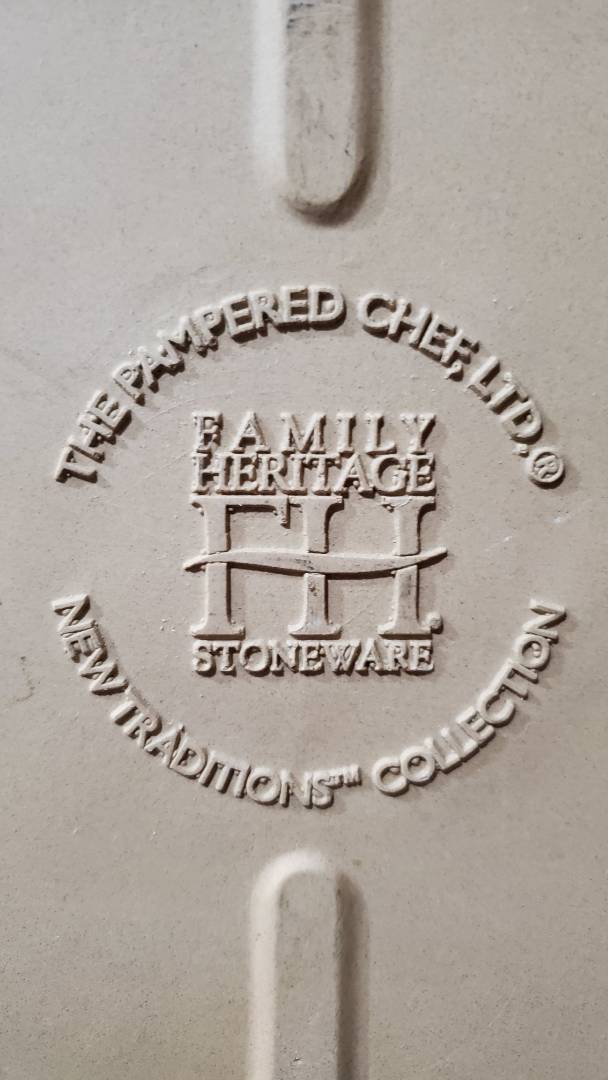 THE PAMPERED CHEF, LTD.®
FAMILY
HERITAGE
FH.
STONEWARE
NEW TRADITIONS™ COLLECTION